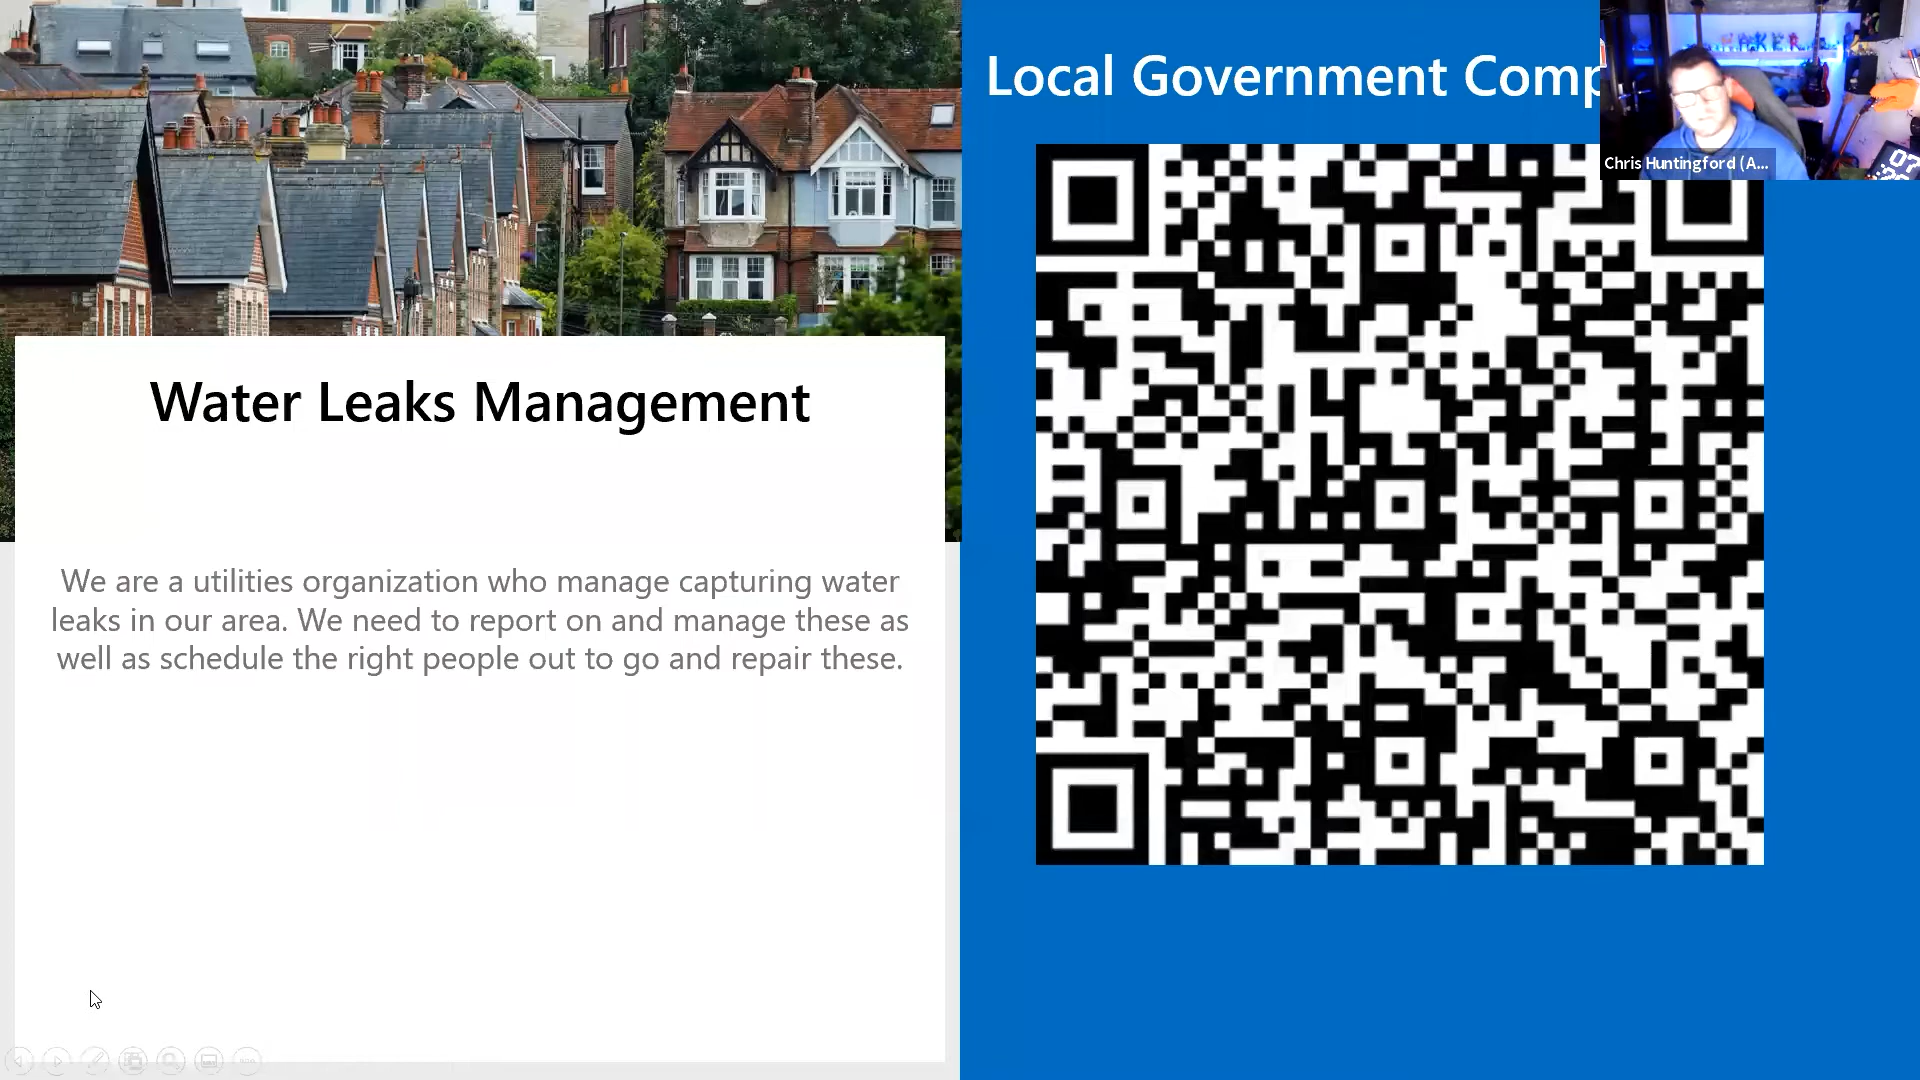 Local Government Comp
Chris Huntingford (A...
Water Leaks Management
We are a utilities organization who manage capturing water
leaks in our area. We need to report on and manage these as
well as schedule the right people out to go and repair these.